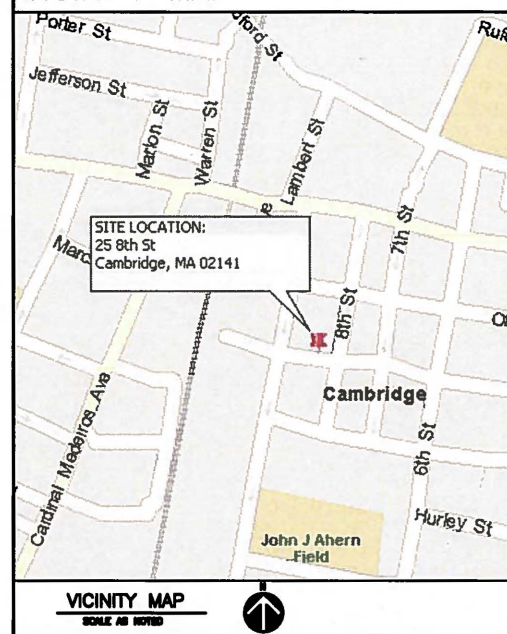 Porter St
Jefferson St
Marion St
Warren St
Lambert St
7th St
SITE LOCATION:
25 8th St
Cambridge, MA 02141
8th St
Cambridge
Cardinal Medeiros Ave
6th St
Hurley St
John J Ahern
Field
VICINITY MAP
SCALE AS NOTED
N